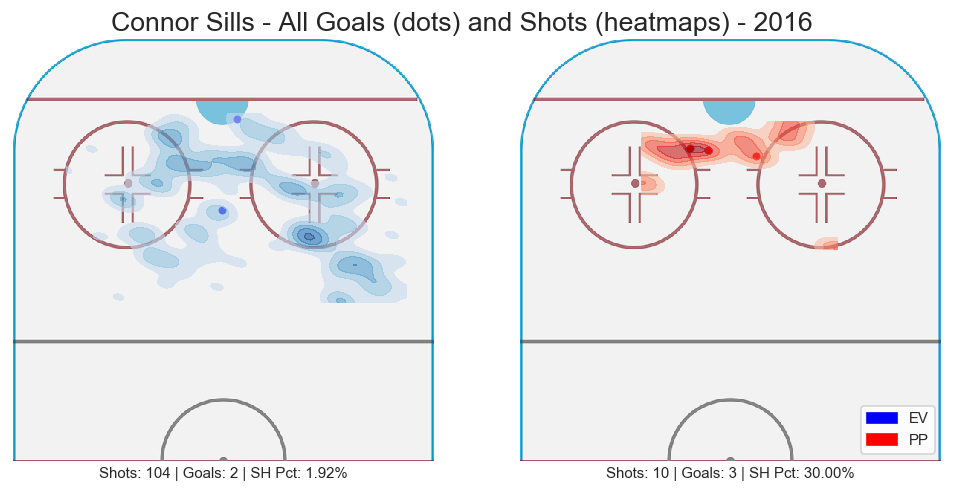 Connor Sills - All Goals (dots) and Shots (heatmaps) - 2016
EV
PP
Shots: 104 | Goals: 2 | SH Pct: 1.92%
Shots: 10 | Goals: 3 | SH Pct: 30.00%